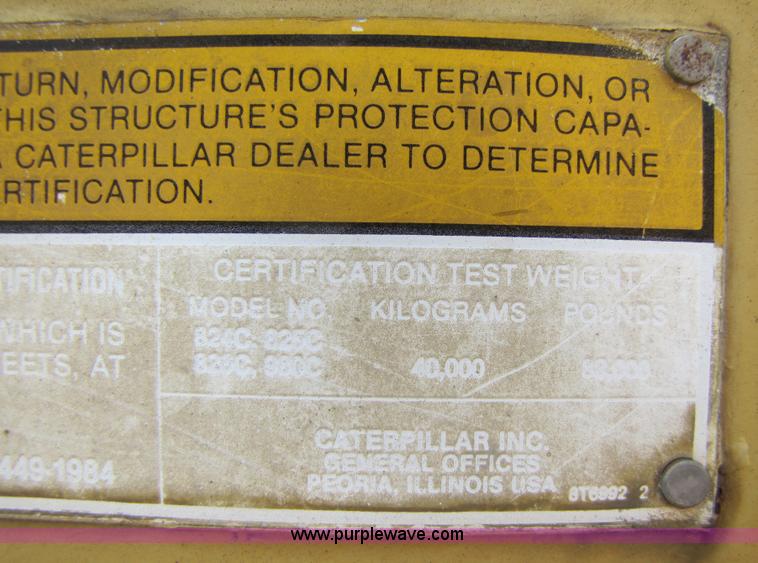 TURN, MODIFICATION, ALTERATION, OR
THIS STRUCTURE'S PROTECTION CAPA-
A CATERPILLAR DEALER TO DETERMINE
RTIFICATION.
TIFICATION
WHICH IS
EETS, AT
449-1984
CERTIFICATION TEST WEIGHT
MODEL NO. KILOGRAMS POUNDS
824C, 825C
826C, 980C 40,000
CATERPILLAR INC.
GENERAL OFFICES
PEORIA, ILLINOIS USA
2
www.purplewave.com